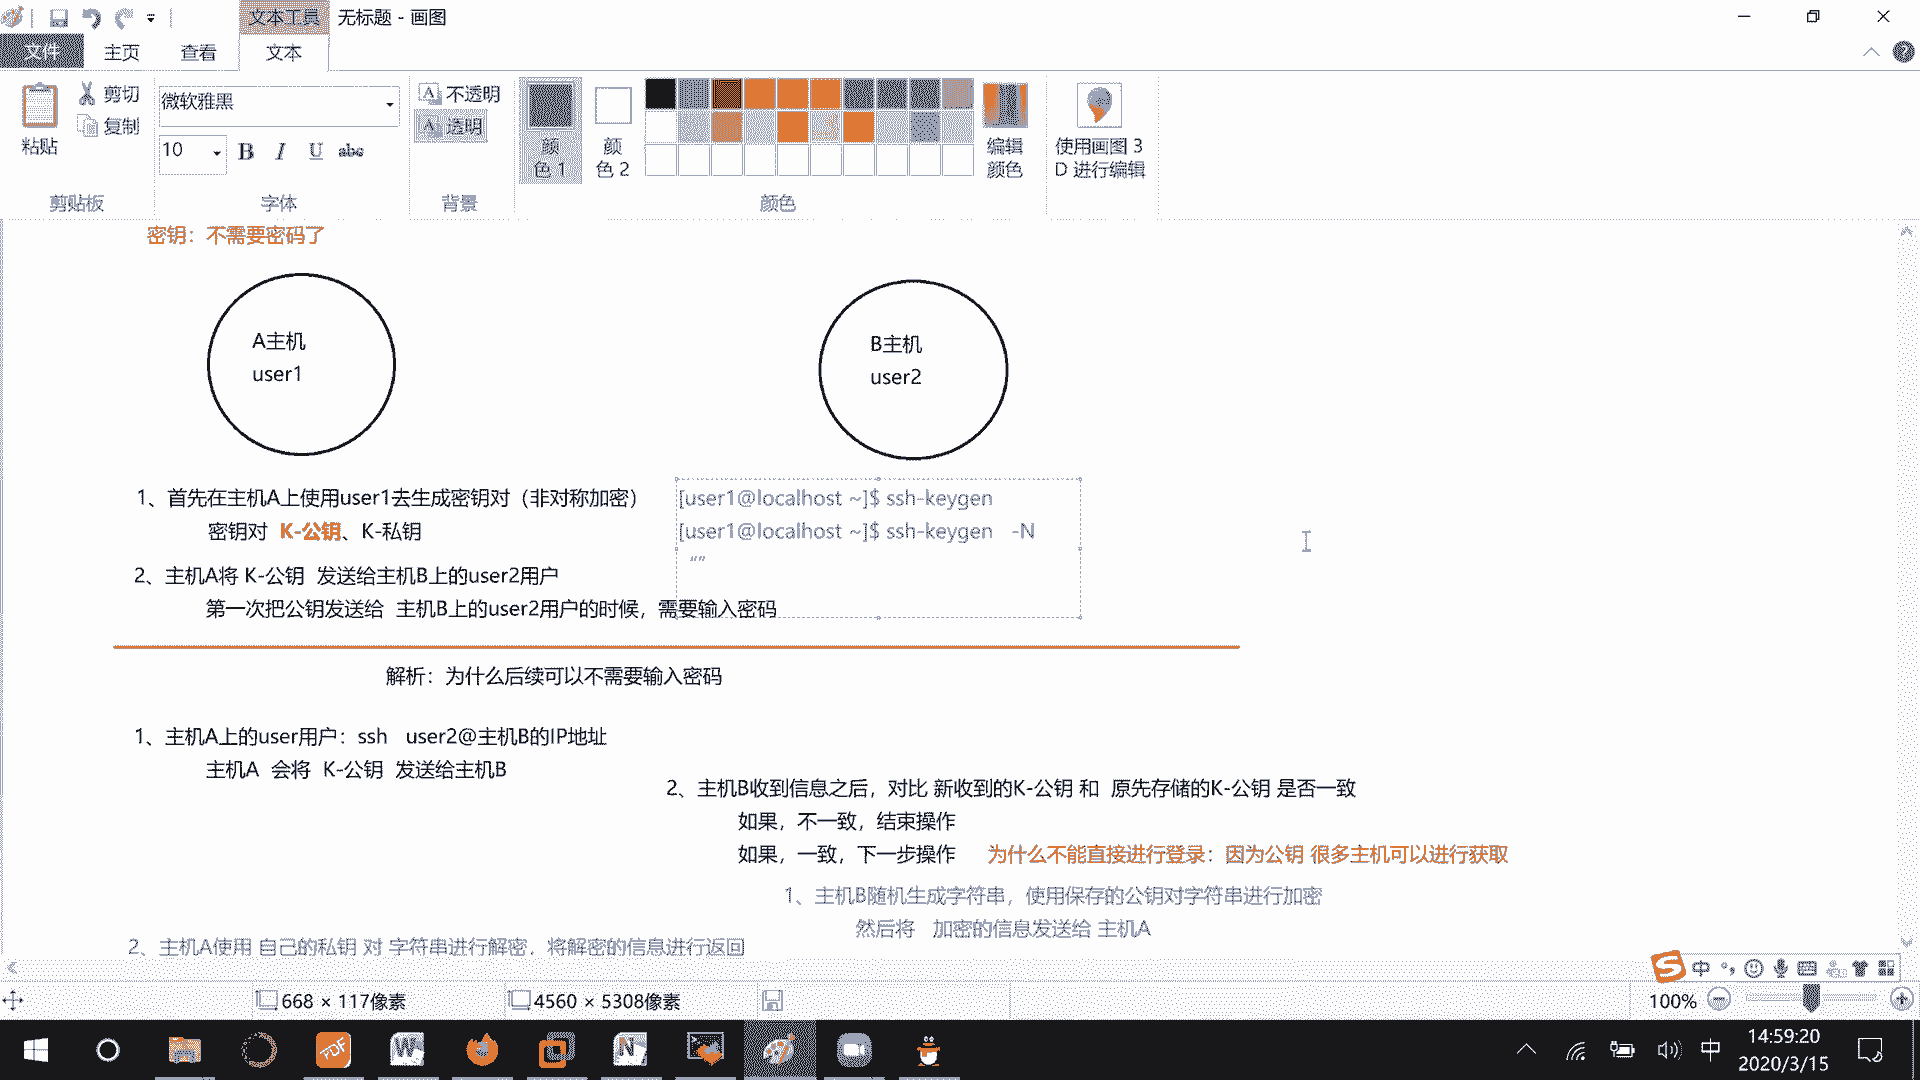 文本工具 无标题 - 画图
文件 主页 查看 文本
粘贴
剪切
复制
剪贴板
微软雅黑
10 B I U abc
字体
不透明
透明
背景
颜色 1
颜色 2
编辑颜色
颜色
使用画图 3
D 进行编辑
密钥：不需要密码了
A主机
user1
B主机
user2
1、首先在主机A上使用user1去生成密钥对（非对称加密）
密钥对 K-公钥、K-私钥
[user1@localhost ~]$ ssh-keygen
[user1@localhost ~]$ ssh-keygen -N
“”
2、主机A将 K-公钥 发送给主机B上的user2用户
第一次把公钥发送给 主机B上的user2用户的时候，需要输入密码
解析：为什么后续可以不需要输入密码
1、主机A上的user用户：ssh user2@主机B的IP地址
主机A 会将 K-公钥 发送给主机B
2、主机B收到信息之后，对比 新收到的K-公钥 和 原先存储的K-公钥 是否一致
如果，不一致，结束操作
如果，一致，下一步操作 为什么不能直接进行登录：因为公钥 很多主机可以进行获取
1、主机B随机生成字符串，使用保存的公钥对字符串进行加密
然后将 加密的信息发送给 主机A
2、主机A使用 自己的私钥 对 字符串进行解密，将解密的信息进行返回
中
668 × 117像素 4560 × 5308像素 100%
中 14:59:20
2020/3/15